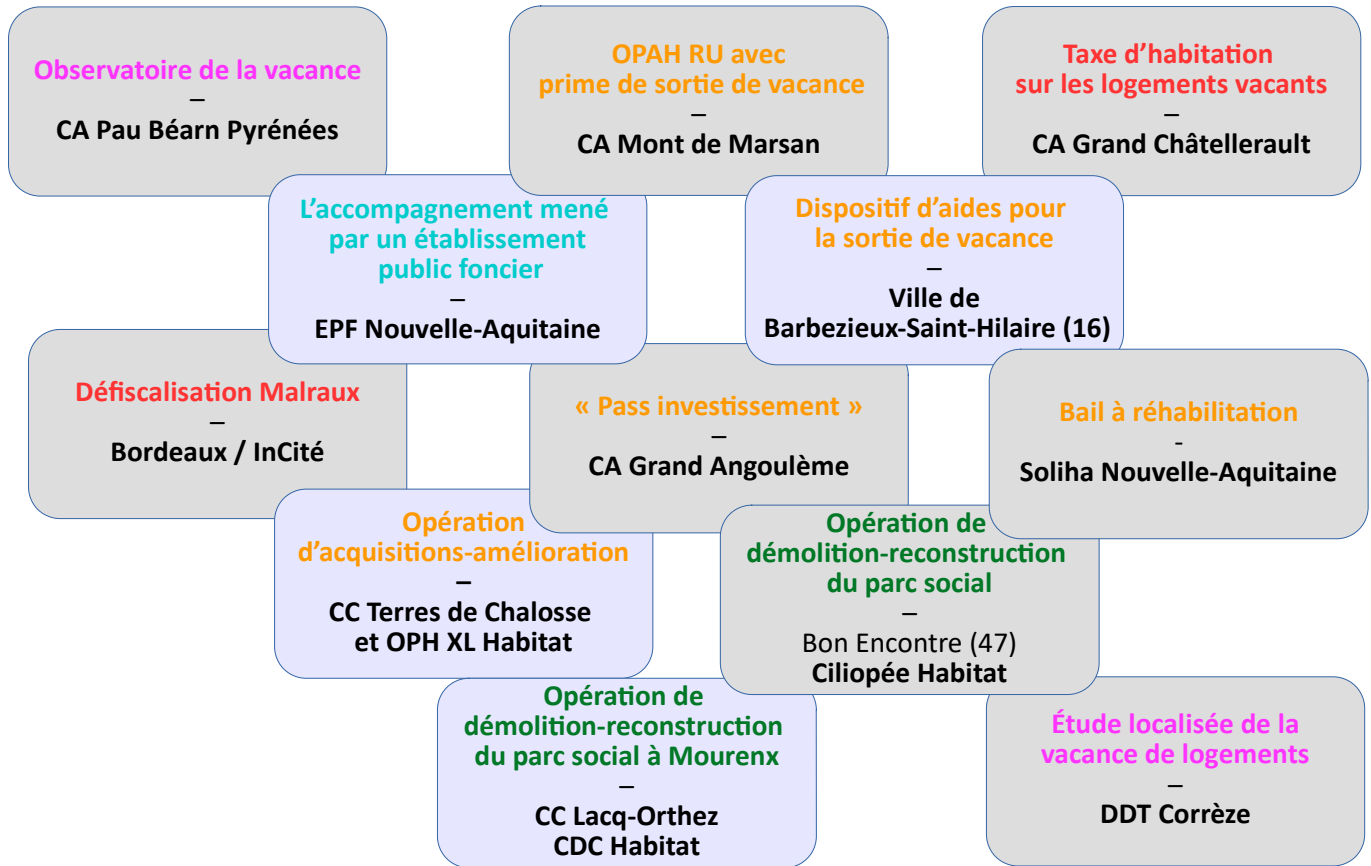 Observatoire de la vacance
–
CA Pau Béarn Pyrénées
OPAH RU avec
prime de sortie de vacance
–
CA Mont de Marsan
Taxe d'habitation
sur les logements vacants
–
CA Grand Châtellerault
L'accompagnement mené
par un établissement
public foncier
–
EPF Nouvelle-Aquitaine
Dispositif d'aides pour
la sortie de vacance
–
Ville de
Barbezieux-Saint-Hilaire (16)
Défiscalisation Malraux
–
Bordeaux / InCité
« Pass investissement »
–
CA Grand Angoulème
Bail à réhabilitation
-
Soliha Nouvelle-Aquitaine
Opération
d'acquisitions-amélioration
–
CC Terres de Chalosse
et OPH XL Habitat
Opération de
démolition-reconstruction
du parc social
–
Bon Encontre (47)
Ciliopée Habitat
Opération de
démolition-reconstruction
du parc social à Mourenx
–
CC Lacq-Orthez
CDC Habitat
Étude localisée de la
vacance de logements
–
DDT Corrèze